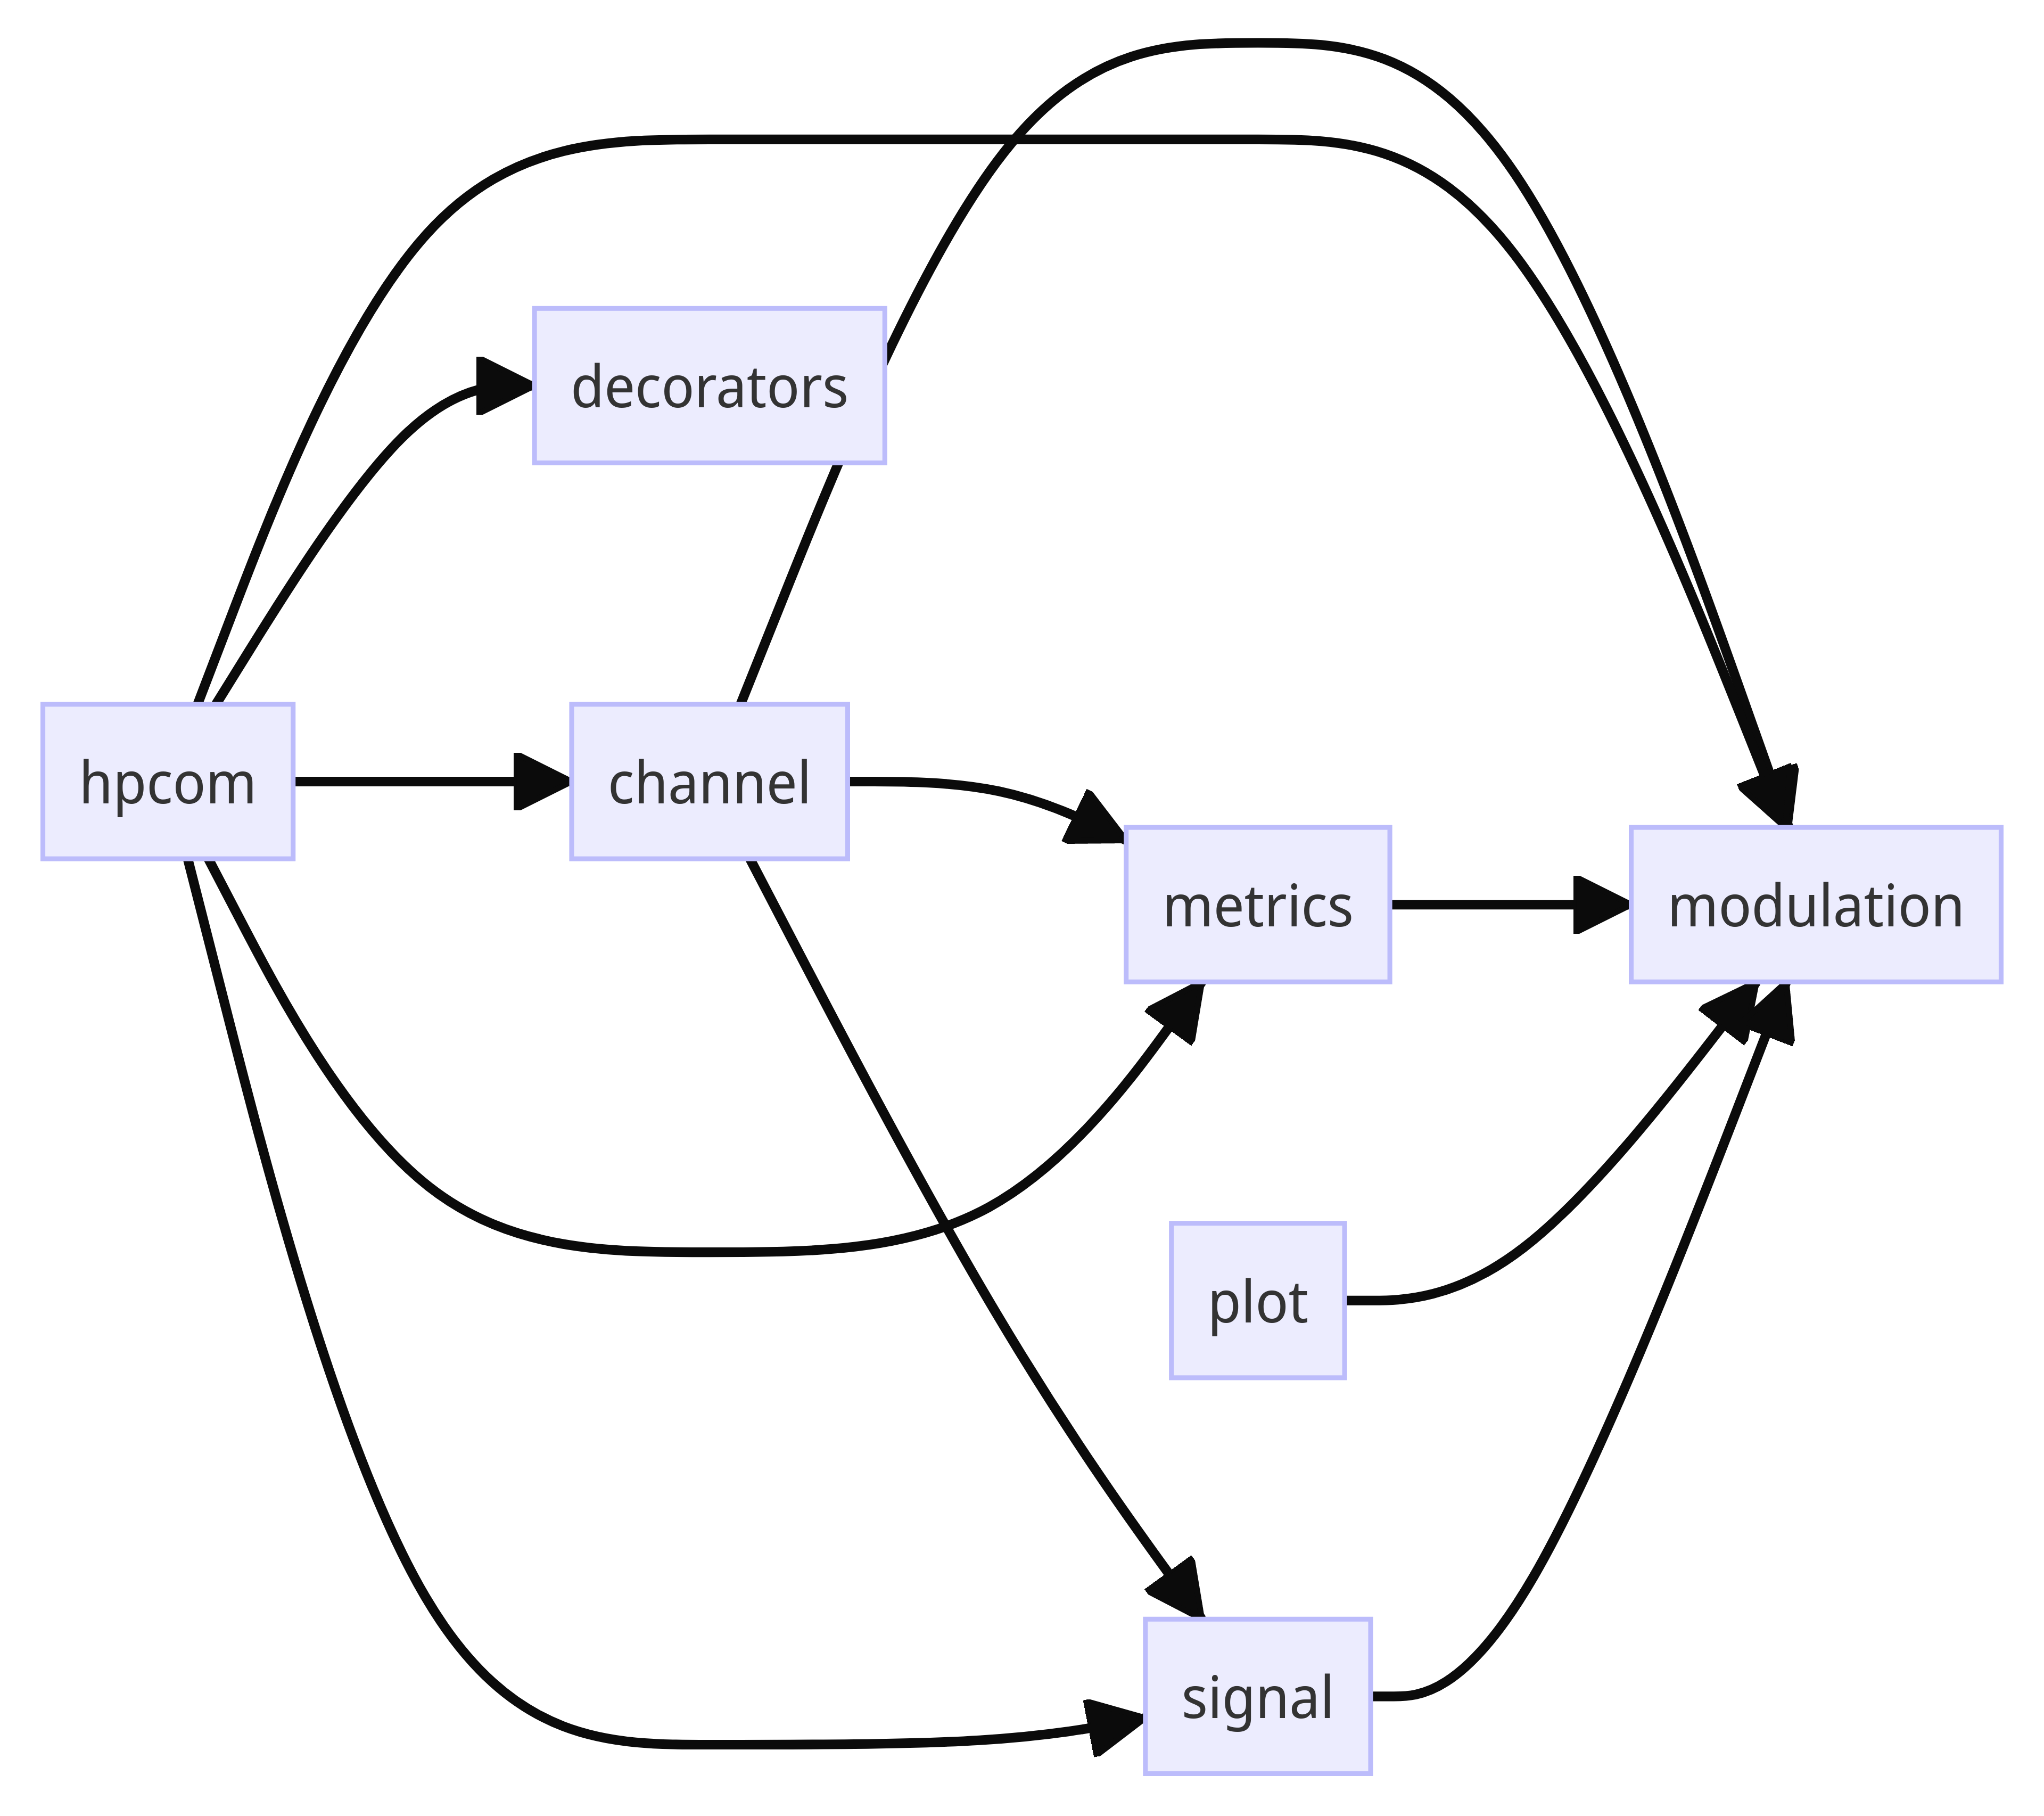 decorators
hpcom
channel
metrics
modulation
plot
signal